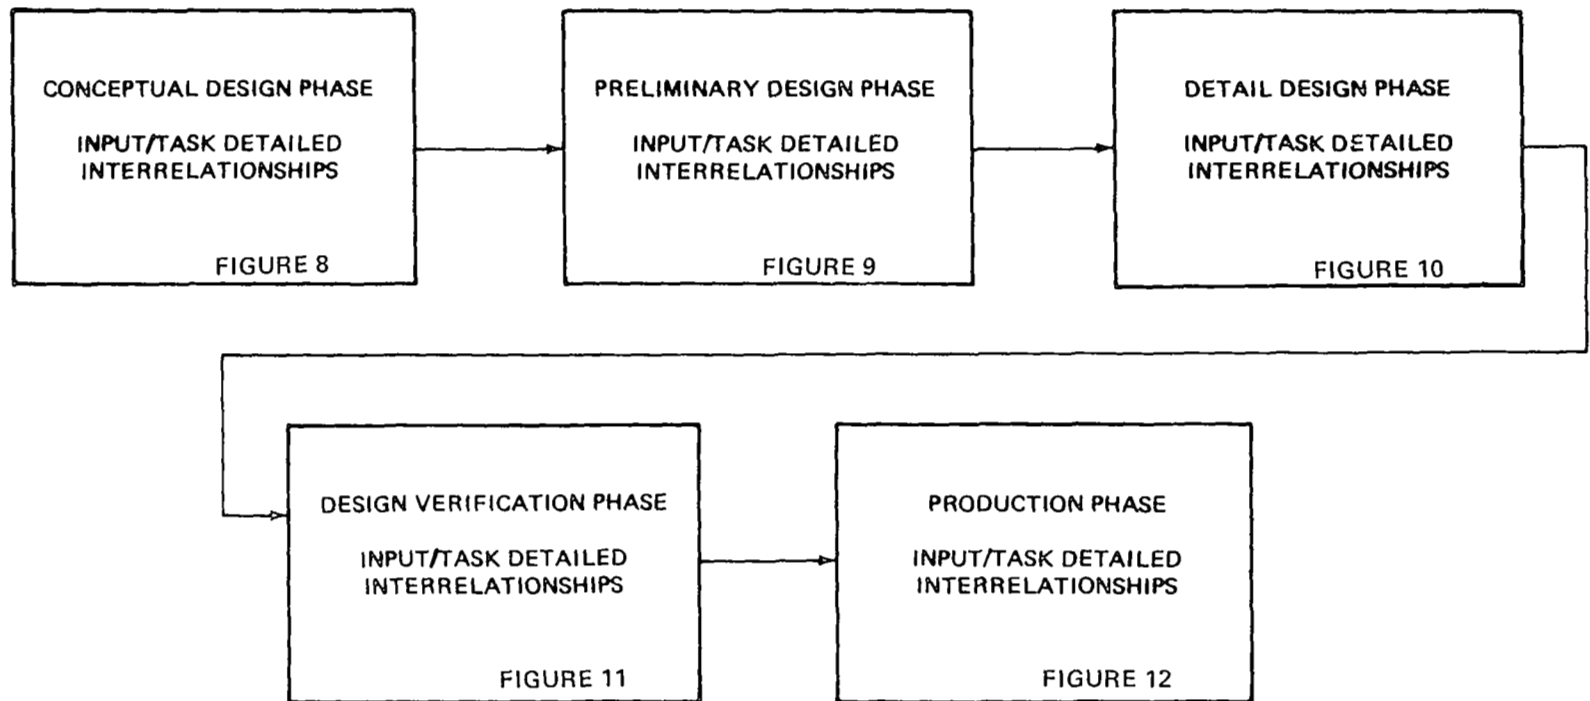 CONCEPTUAL DESIGN PHASE
INPUT/TASK DETAILED
INTERRELATIONSHIPS
FIGURE 8
PRELIMINARY DESIGN PHASE
INPUT/TASK DETAILED
INTERRELATIONSHIPS
FIGURE 9
DETAIL DESIGN PHASE
INPUT/TASK DETAILED
INTERRELATIONSHIPS
FIGURE 10
DESIGN VERIFICATION PHASE
INPUT/TASK DETAILED
INTERRELATIONSHIPS
FIGURE 11
PRODUCTION PHASE
INPUT/TASK DETAILED
INTERRELATIONSHIPS
FIGURE 12